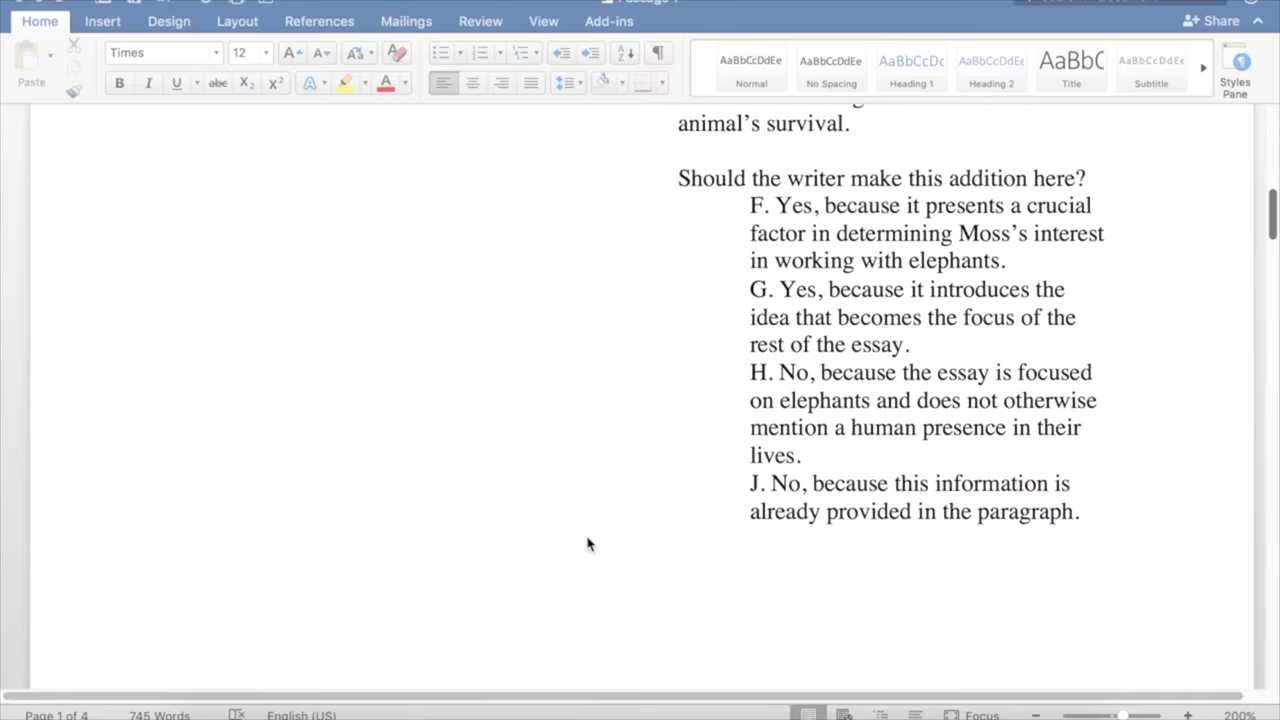 Home Insert Design Layout References Mailings Review View Add-ins Share
Times 12
Paste
B I U abc X2 X2 A A
AaBbCcDdEe AaBbCcDdEe AaBbCcDc AaBbCcDdEe AaBbC AaBbCcDdEe
Normal No Spacing Heading 1 Heading 2 Title Subtitle
Styles
Pane
animal's survival.
Should the writer make this addition here?
F. Yes, because it presents a crucial
factor in determining Moss's interest
in working with elephants.
G. Yes, because it introduces the
idea that becomes the focus of the
rest of the essay.
H. No, because the essay is focused
on elephants and does not otherwise
mention a human presence in their
lives.
J. No, because this information is
already provided in the paragraph.
Page 1 of 4 745 Words English (US) Focus 200%